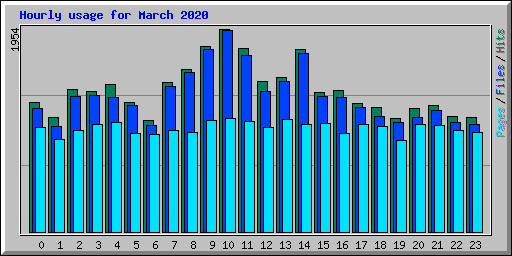 Hourly usage for March 2020
1954
Pages/Files/Hits
0 1 2 3 4 5 6 7 8 9 10 11 12 13 14 15 16 17 18 19 20 21 22 23